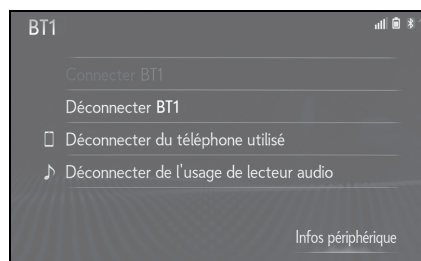 BT1
Connecter BT1
Déconnecter BT1
Déconnecter du téléphone utilisé
Déconnecter de l'usage de lecteur audio
Infos périphérique